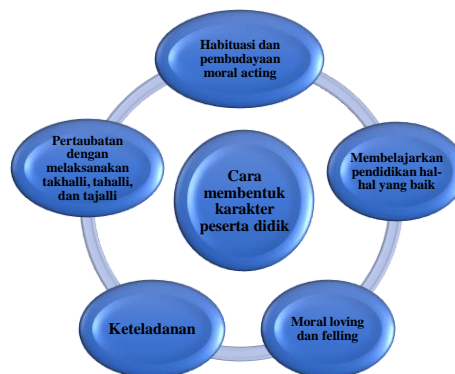 Habituasi dan
pembudayaan
moral acting
Pertaubatan
dengan
melaksanakan
takhalli, tahalli,
dan tajalli
Cara
membentuk
karakter
peserta didik
Membelajarkan
pendidikan hal-
hal yang baik
Keteladanan
Moral loving
dan felling